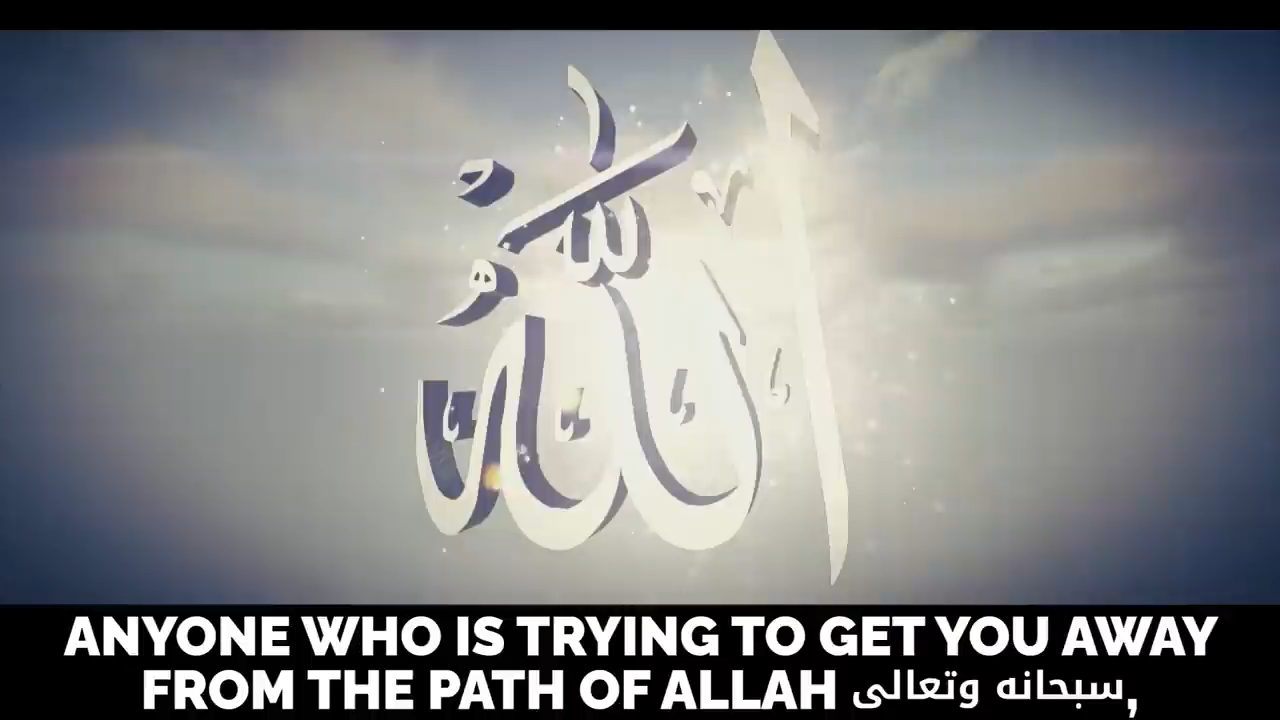 الله
ANYONE WHO IS TRYING TO GET YOU AWAY
FROM THE PATH OF ALLAH سبحانه وتعالى,